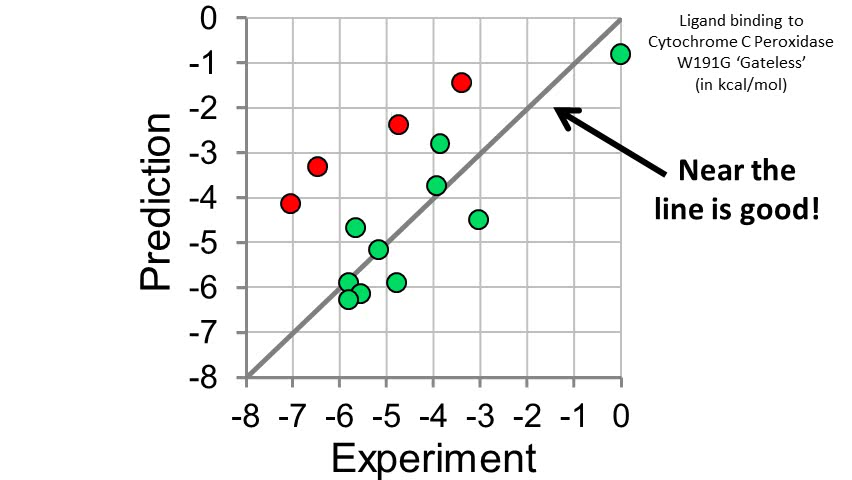 0
-1
-2
-3
-4
-5
-6
-7
-8
Prediction
-8 -7 -6 -5 -4 -3 -2 -1 0
Experiment
Ligand binding to
Cytochrome C Peroxidase
W191G ‘Gateless’
(in kcal/mol)
Near the
line is good!